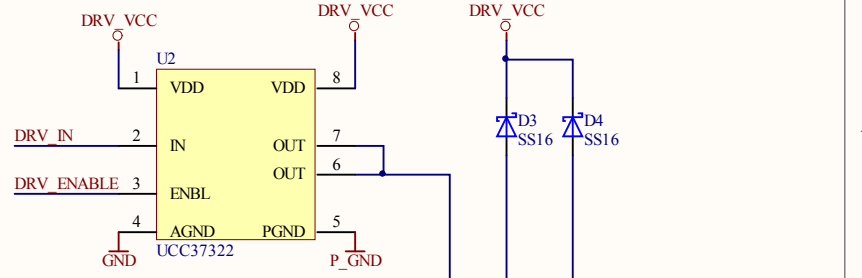 DRV_VCC
DRV_VCC
DRV_VCC
U2
1
VDD
VDD
8
DRV_IN
2
IN
OUT
7
OUT
6
DRV_ENABLE
3
ENBL
4
AGND
PGND
5
GND
UCC37322
P_GND
D3
SS16
D4
SS16